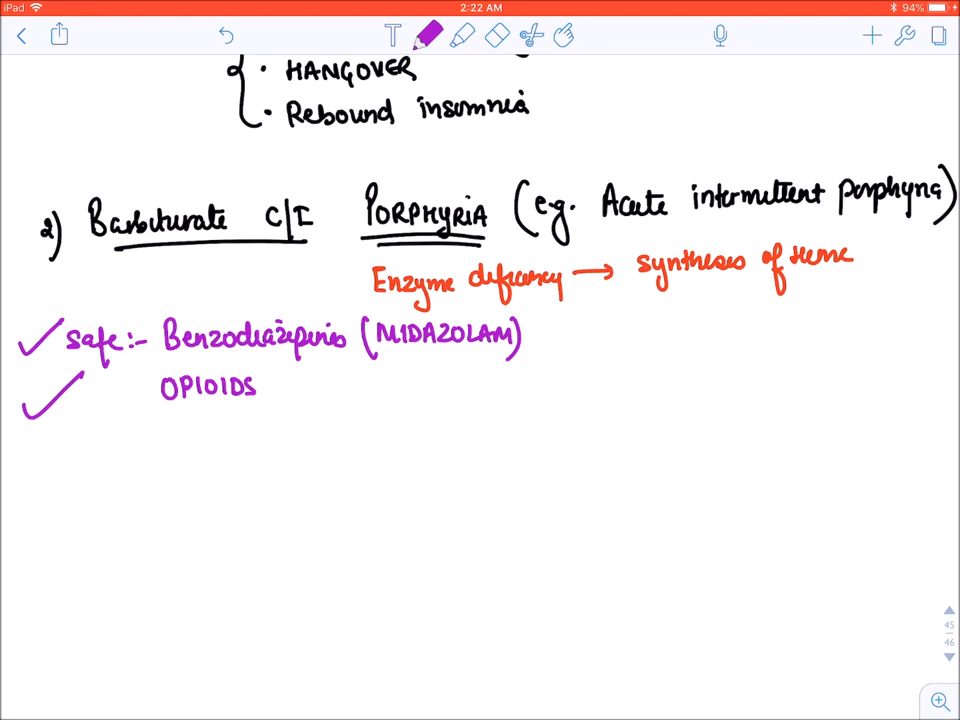 iPad 2:22 AM 94%
T
· HANGOVER
· Rebound insomnia
2) Barbiturate C/I PORPHYRIA (eg. Acute intermittent porphyria)
Enzyme deficiency → synthesis of Heme
✓ safe:- Benzodiazepines (MIDAZOLAM)
✓ OPIOIDS
45
46